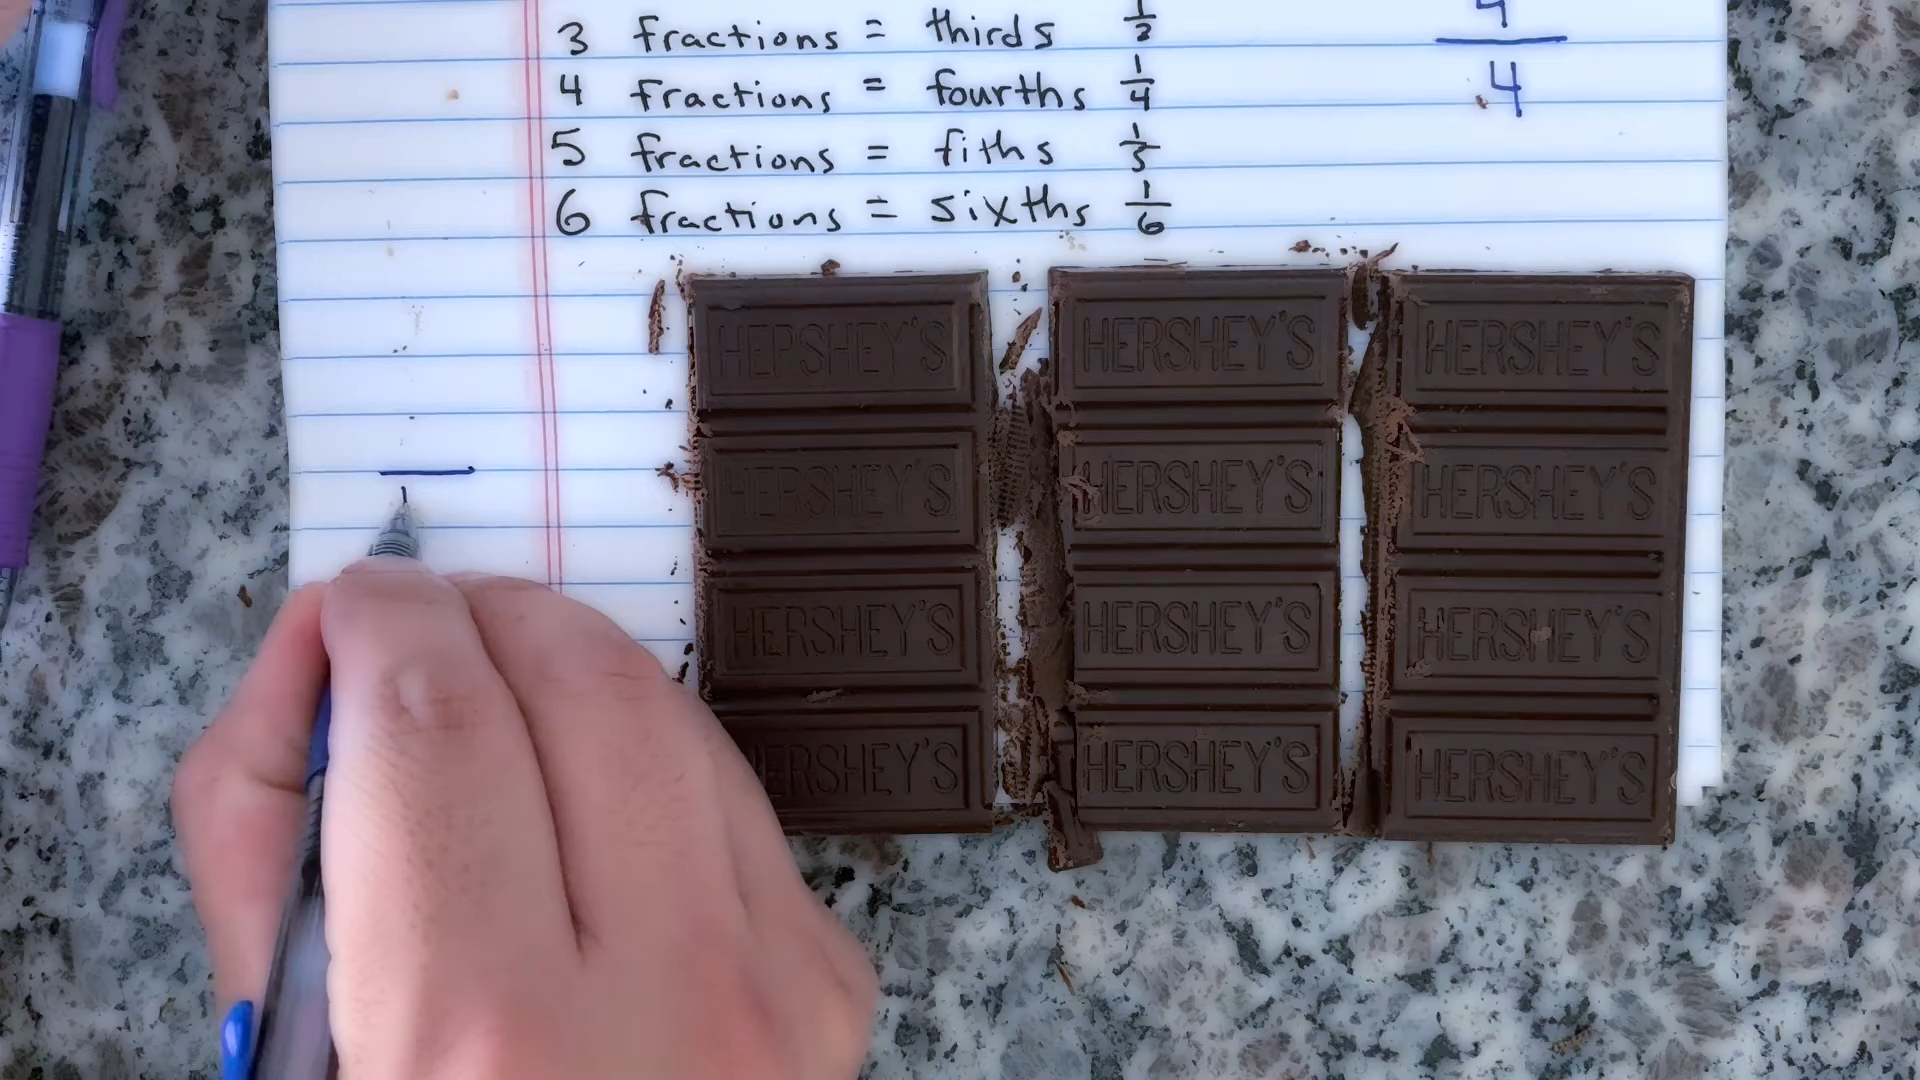 3 fractions = thirds 1/3
4
4 fractions = fourths 1/4
4
5 fractions = fiths 1/5
6 fractions = sixths 1/6
HERSHEY'S HERSHEY'S HERSHEY'S
HERSHEY'S HERSHEY'S HERSHEY'S
HERSHEY'S HERSHEY'S HERSHEY'S
HERSHEY'S HERSHEY'S HERSHEY'S